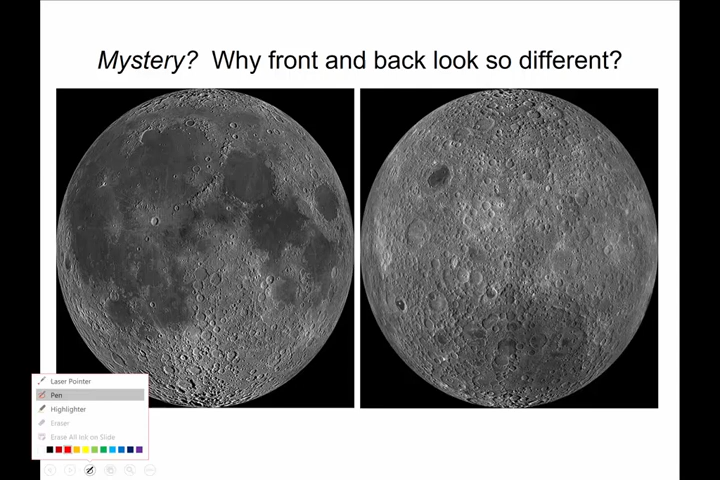 Mystery? Why front and back look so different?
Laser Pointer
Pen
Highlighter
Eraser
Erase All Ink on Slide